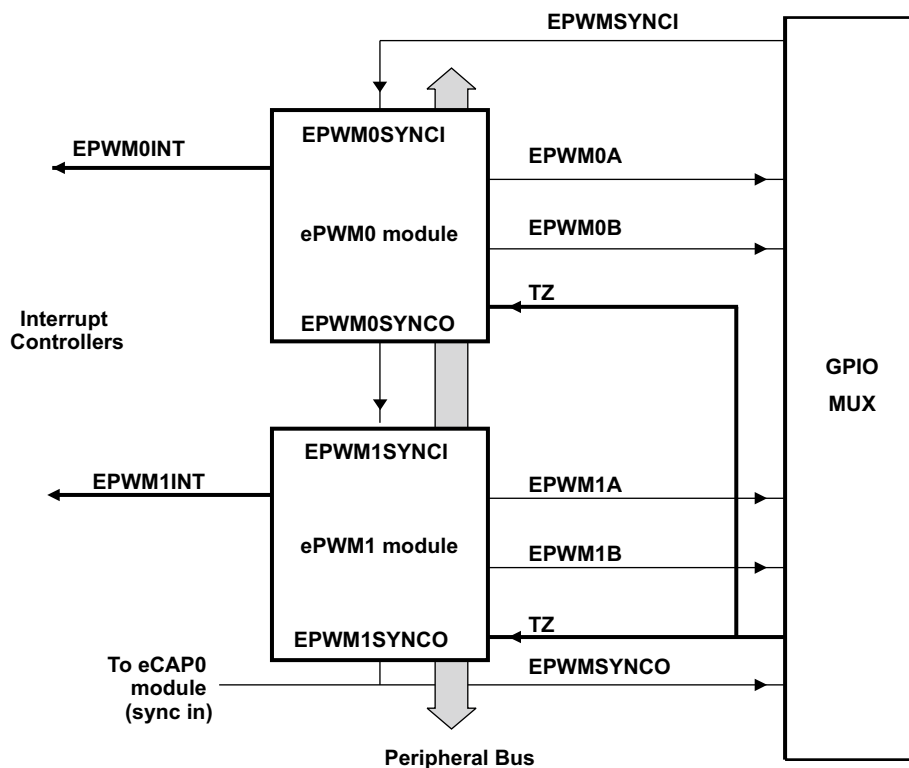 EPWMSYNCI
EPWM0SYNCI
EPWM0INT
EPWM0A
ePWM0 module
EPWM0B
TZ
EPWM0SYNCO
Interrupt
Controllers
GPIO
MUX
EPWM1SYNCI
EPWM1INT
EPWM1A
ePWM1 module
EPWM1B
TZ
EPWM1SYNCO
To eCAP0
module
(sync in)
EPWMSYNCO
Peripheral Bus